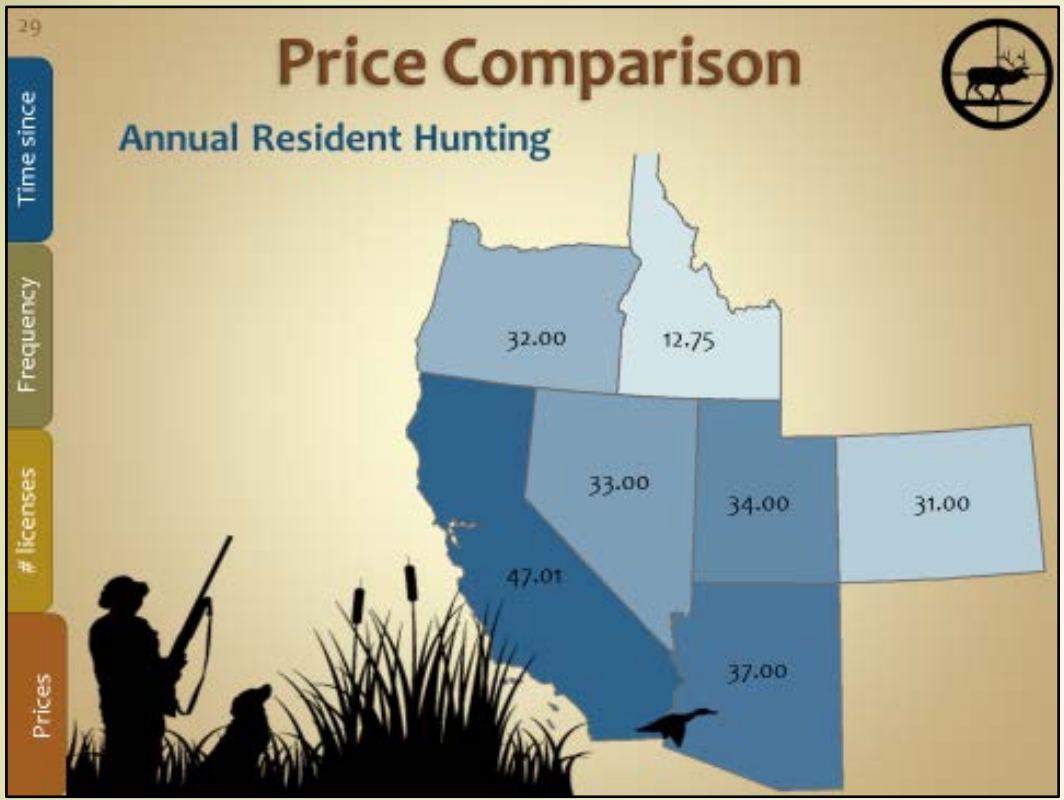 29
Price Comparison
Annual Resident Hunting
Time since
Frequency
# licenses
Prices
32.00
12.75
33.00
34.00
31.00
47.01
37.00